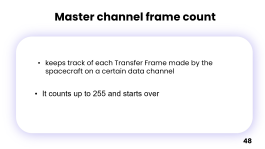 Master channel frame count
• keeps track of each Transfer Frame made by the
spacecraft on a certain data channel
• It counts up to 255 and starts over
48